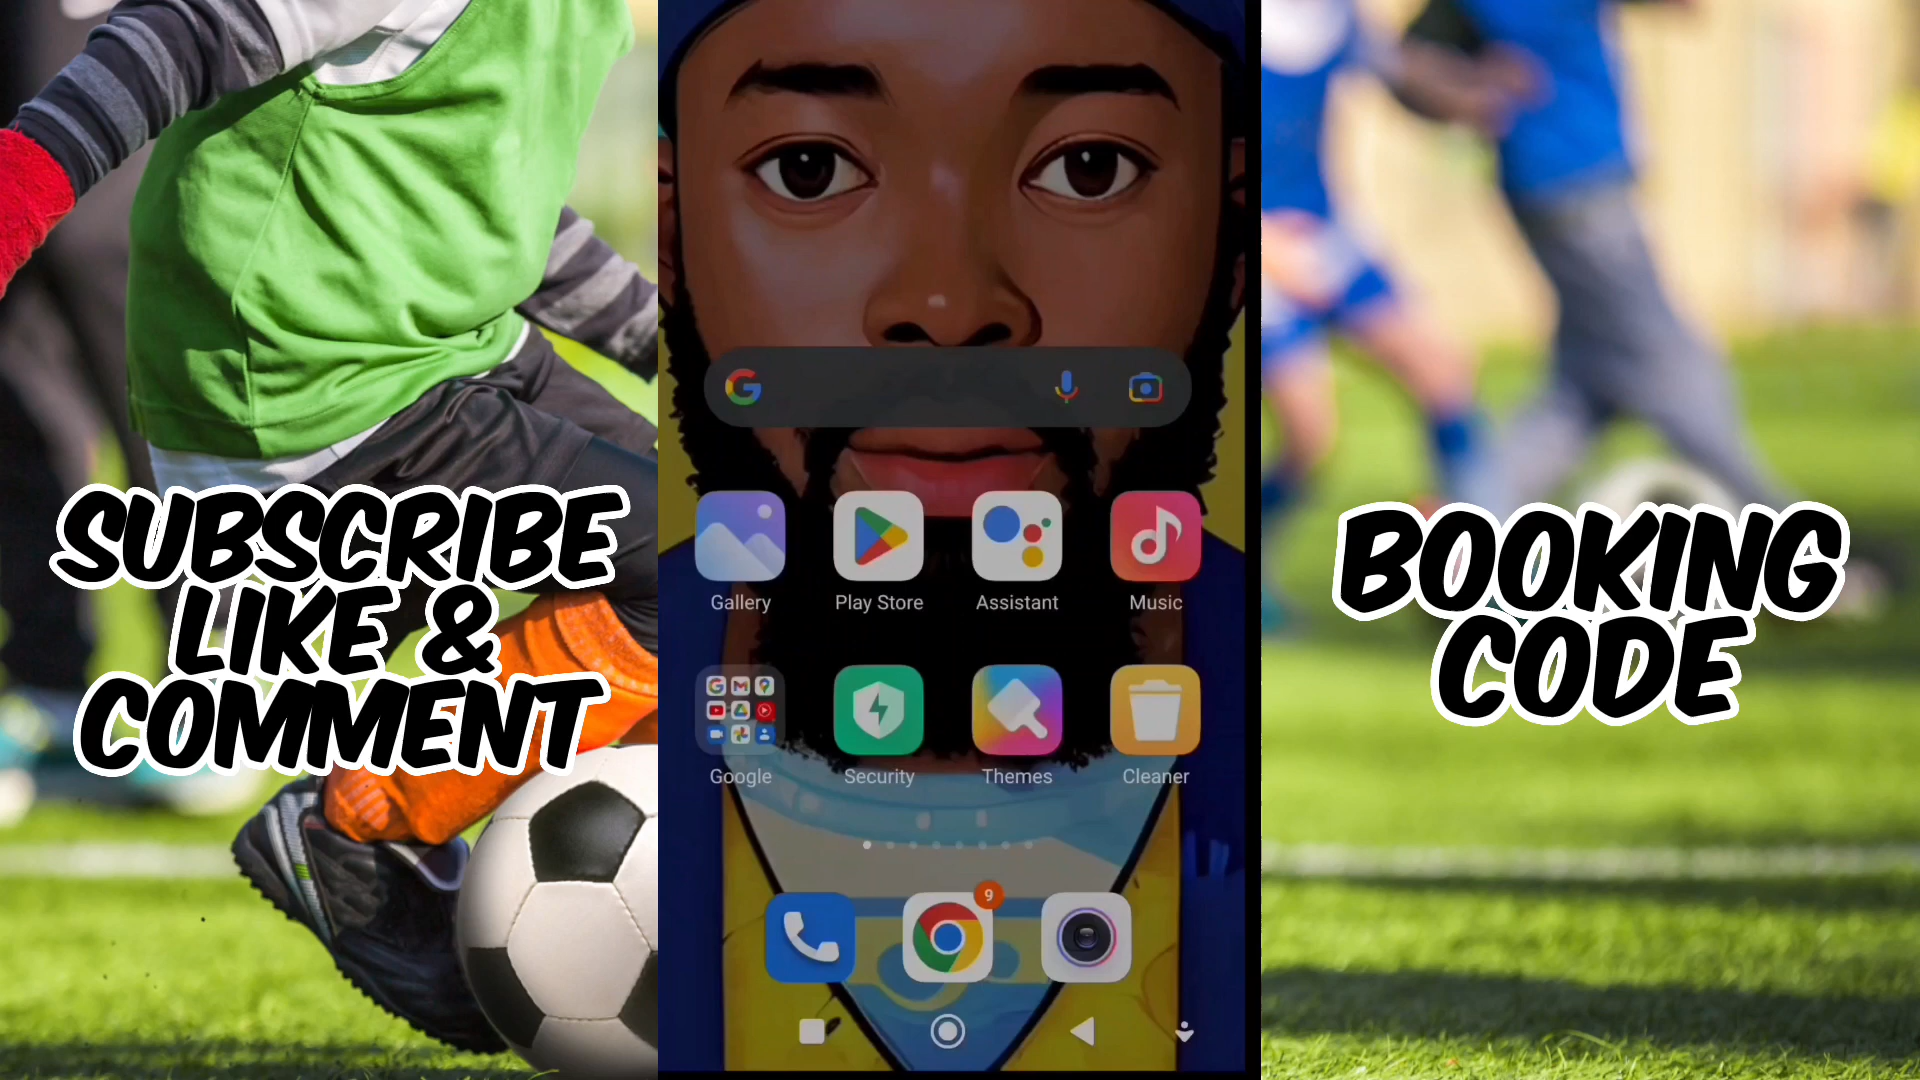 SUBSCRIBE
LIKE &
COMMENT
Gallery
Play Store
Assistant
Music
Google
Security
Themes
Cleaner
9
BOOKING
CODE